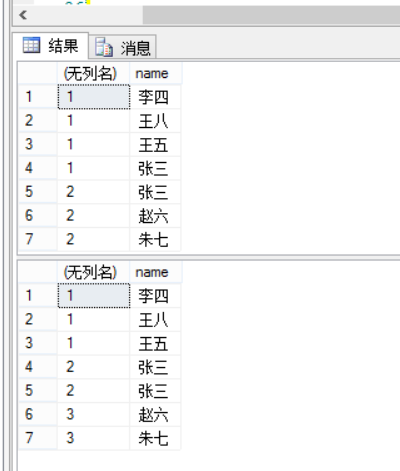 结果 消息
(无列名) name
1 1 李四
2 1 王八
3 1 王五
4 1 张三
5 2 张三
6 2 赵六
7 2 朱七
(无列名) name
1 1 李四
2 1 王八
3 1 王五
4 2 张三
5 2 张三
6 3 赵六
7 3 朱七